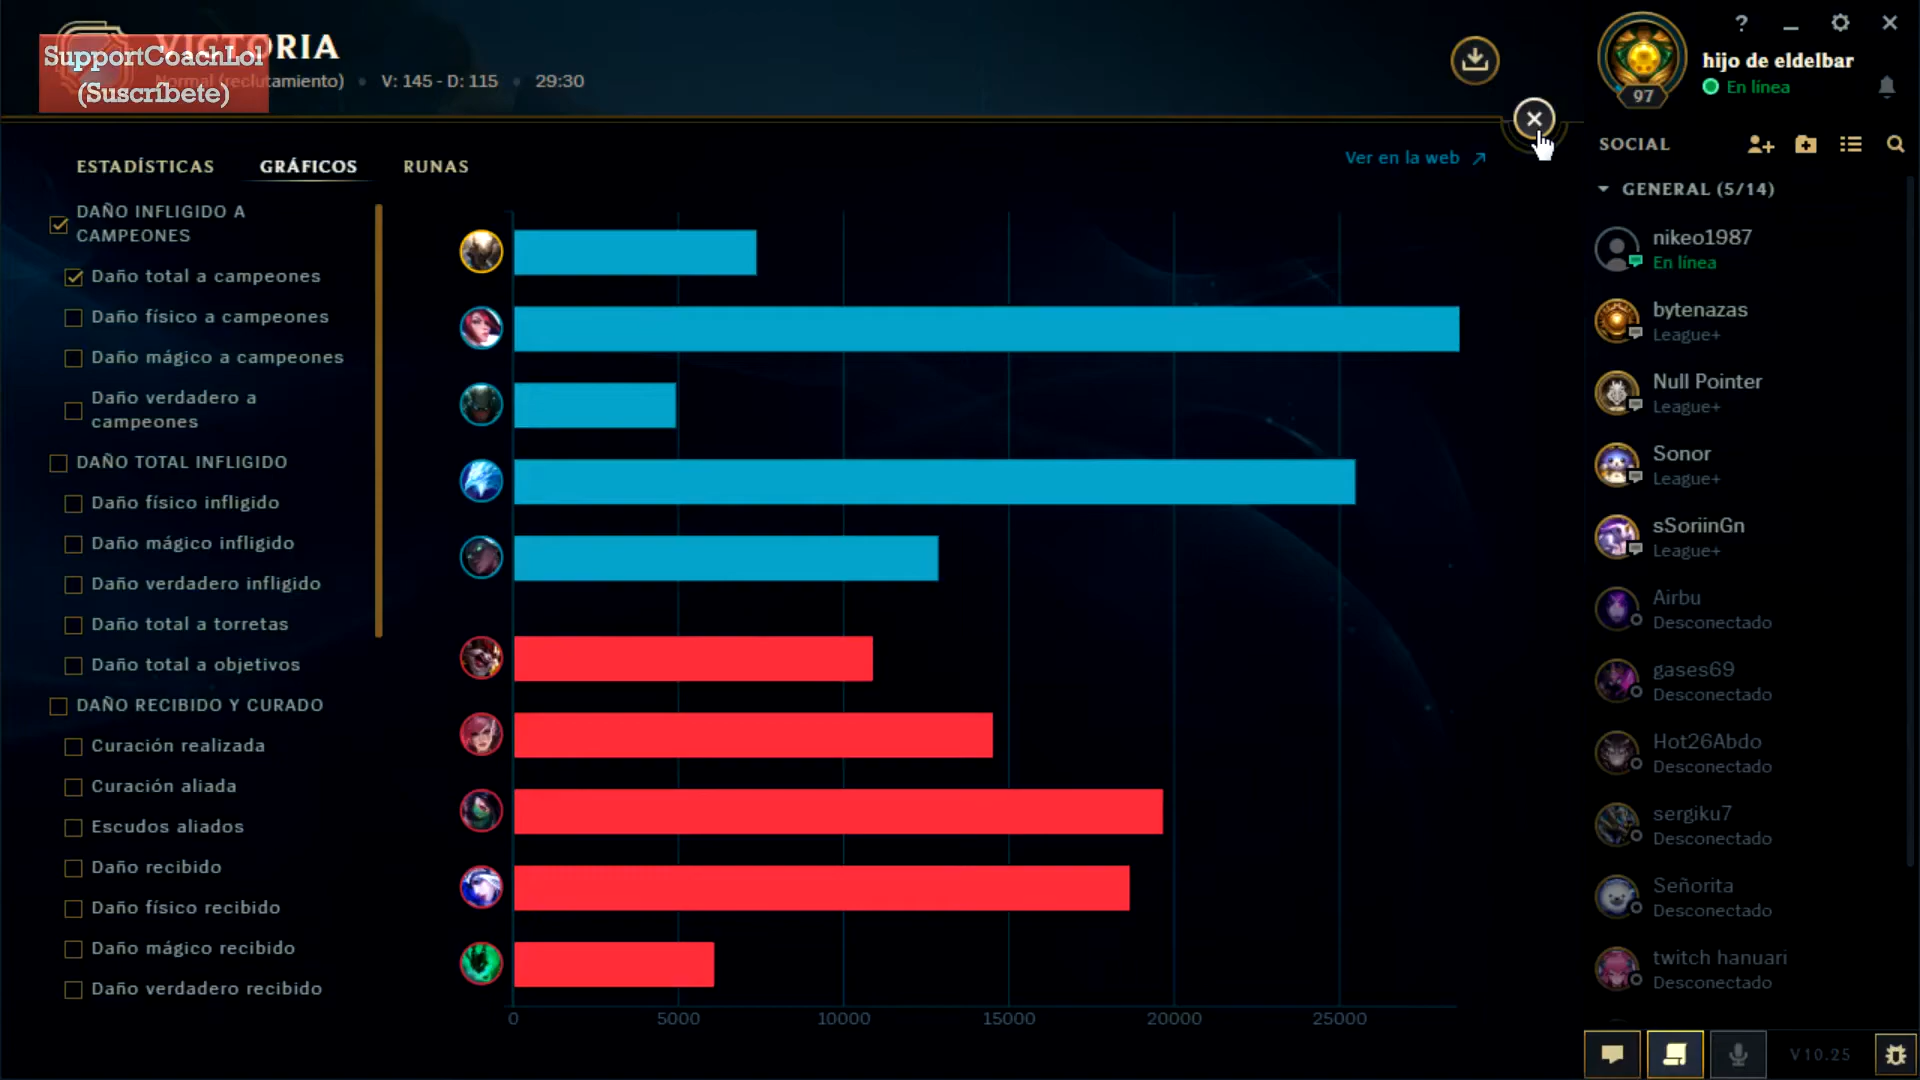 VICTORIA
SupportCoachLol
(Suscríbete)
Normal (reclutamiento) • V: 145 - D: 115 • 29:30
hijo de eldelbar
97
En línea
ESTADÍSTICAS GRÁFICOS RUNAS
Ver en la web
SOCIAL
GENERAL (5/14)
DAÑO INFLIGIDO A
CAMPEONES
Daño total a campeones
Daño físico a campeones
Daño mágico a campeones
Daño verdadero a
campeones
DAÑO TOTAL INFLIGIDO
Daño físico infligido
Daño mágico infligido
Daño verdadero infligido
Daño total a torretas
Daño total a objetivos
DAÑO RECIBIDO Y CURADO
Curación realizada
Curación aliada
Escudos aliados
Daño recibido
Daño físico recibido
Daño mágico recibido
Daño verdadero recibido
0 5000 10000 15000 20000 25000
nikeo1987
En línea
bytenazas
League+
Null Pointer
League+
Sonor
League+
sSoriinGn
League+
Airbu
Desconectado
gases69
Desconectado
Hot26Abdo
Desconectado
sergiku7
Desconectado
Señorita
Desconectado
twitch hanuari
Desconectado
V10.25